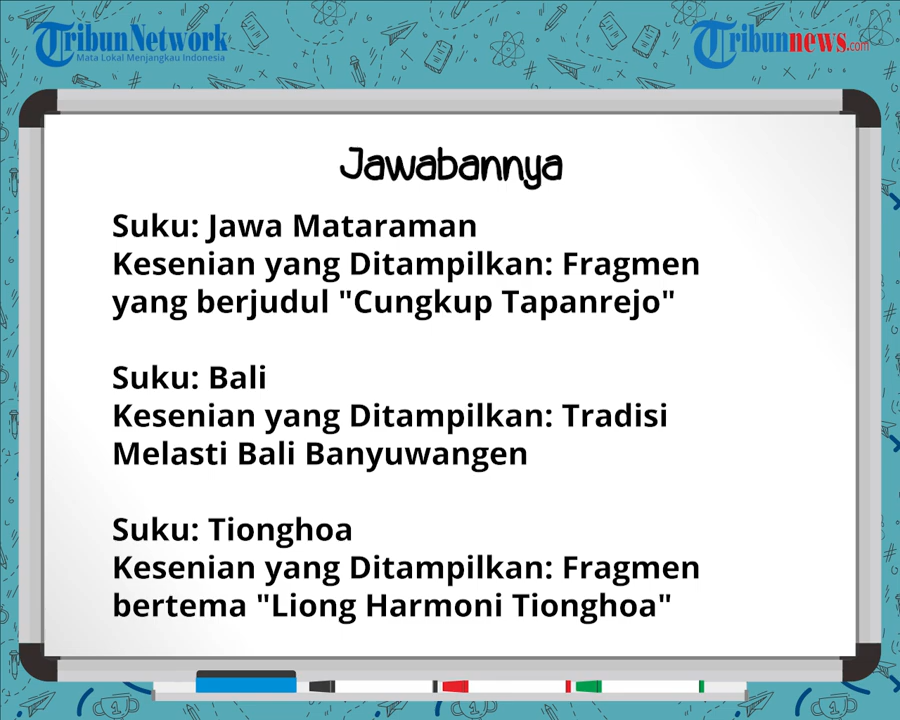 TribunNetwork
Mata Lokal Menjangkau Indonesia
Tribunnews.com
Jawabannya
Suku: Jawa Mataraman
Kesenian yang Ditampilkan: Fragmen
yang berjudul "Cungkup Tapanrejo"
Suku: Bali
Kesenian yang Ditampilkan: Tradisi
Melasti Bali Banyuwangen
Suku: Tionghoa
Kesenian yang Ditampilkan: Fragmen
bertema "Liong Harmoni Tionghoa"